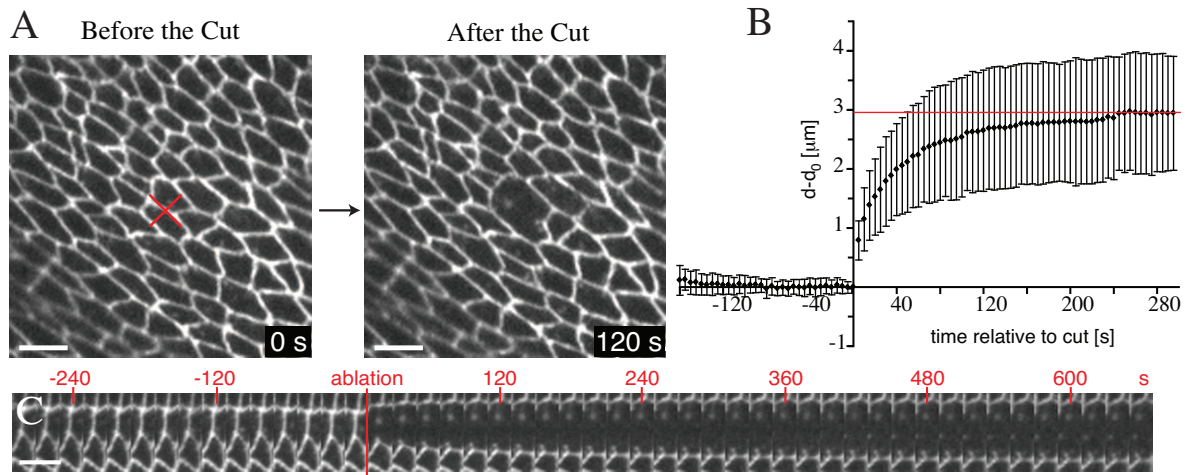 A
Before the Cut
After the Cut
0 s
120 s
B
d-d0 [µm]
4
3
2
1
-1
-120
-40
40
120
200
280
time relative to cut [s]
-240
-120
ablation
120
240
360
480
600
s
C